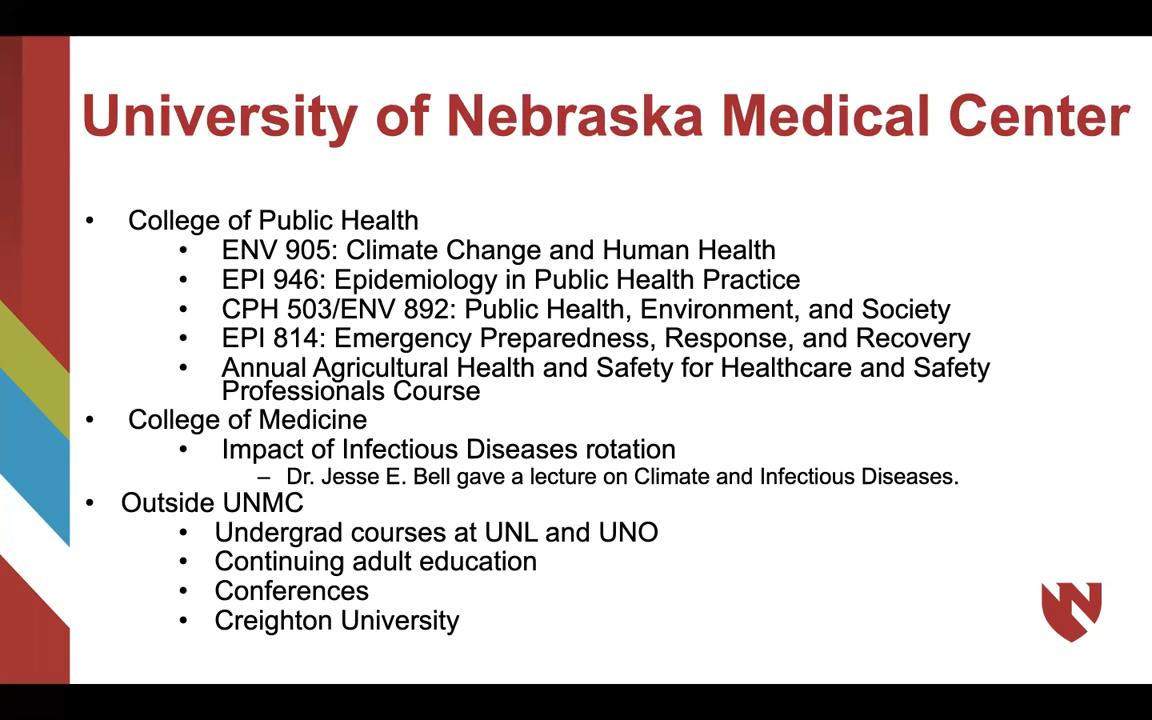 University of Nebraska Medical Center
• College of Public Health
• ENV 905: Climate Change and Human Health
• EPI 946: Epidemiology in Public Health Practice
• CPH 503/ENV 892: Public Health, Environment, and Society
• EPI 814: Emergency Preparedness, Response, and Recovery
• Annual Agricultural Health and Safety for Healthcare and Safety
Professionals Course
• College of Medicine
• Impact of Infectious Diseases rotation
– Dr. Jesse E. Bell gave a lecture on Climate and Infectious Diseases.
• Outside UNMC
• Undergrad courses at UNL and UNO
• Continuing adult education
• Conferences
• Creighton University
N